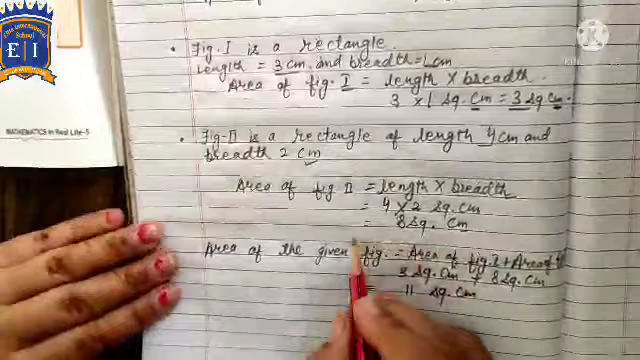 Elite International
School
E I
MATHEMATICS in Real Life-5
• Fig. I is a rectangle.
Length = 3 cm, and breadth = 1 cm
Area of fig. I = length × breadth
3 × 1 Sq. Cm = 3 Sq Cm.
• Fig-II is a rectangle of length 4 cm and
breadth 2 cm
Area of fig II = length × breadth
= 4 × 2 Sq. Cm
= 8 Sq. Cm
Area of the given fig. = Area of fig. I + Area of
3 Sq. Cm + 8 Sq. Cm
= 11 Sq. Cm